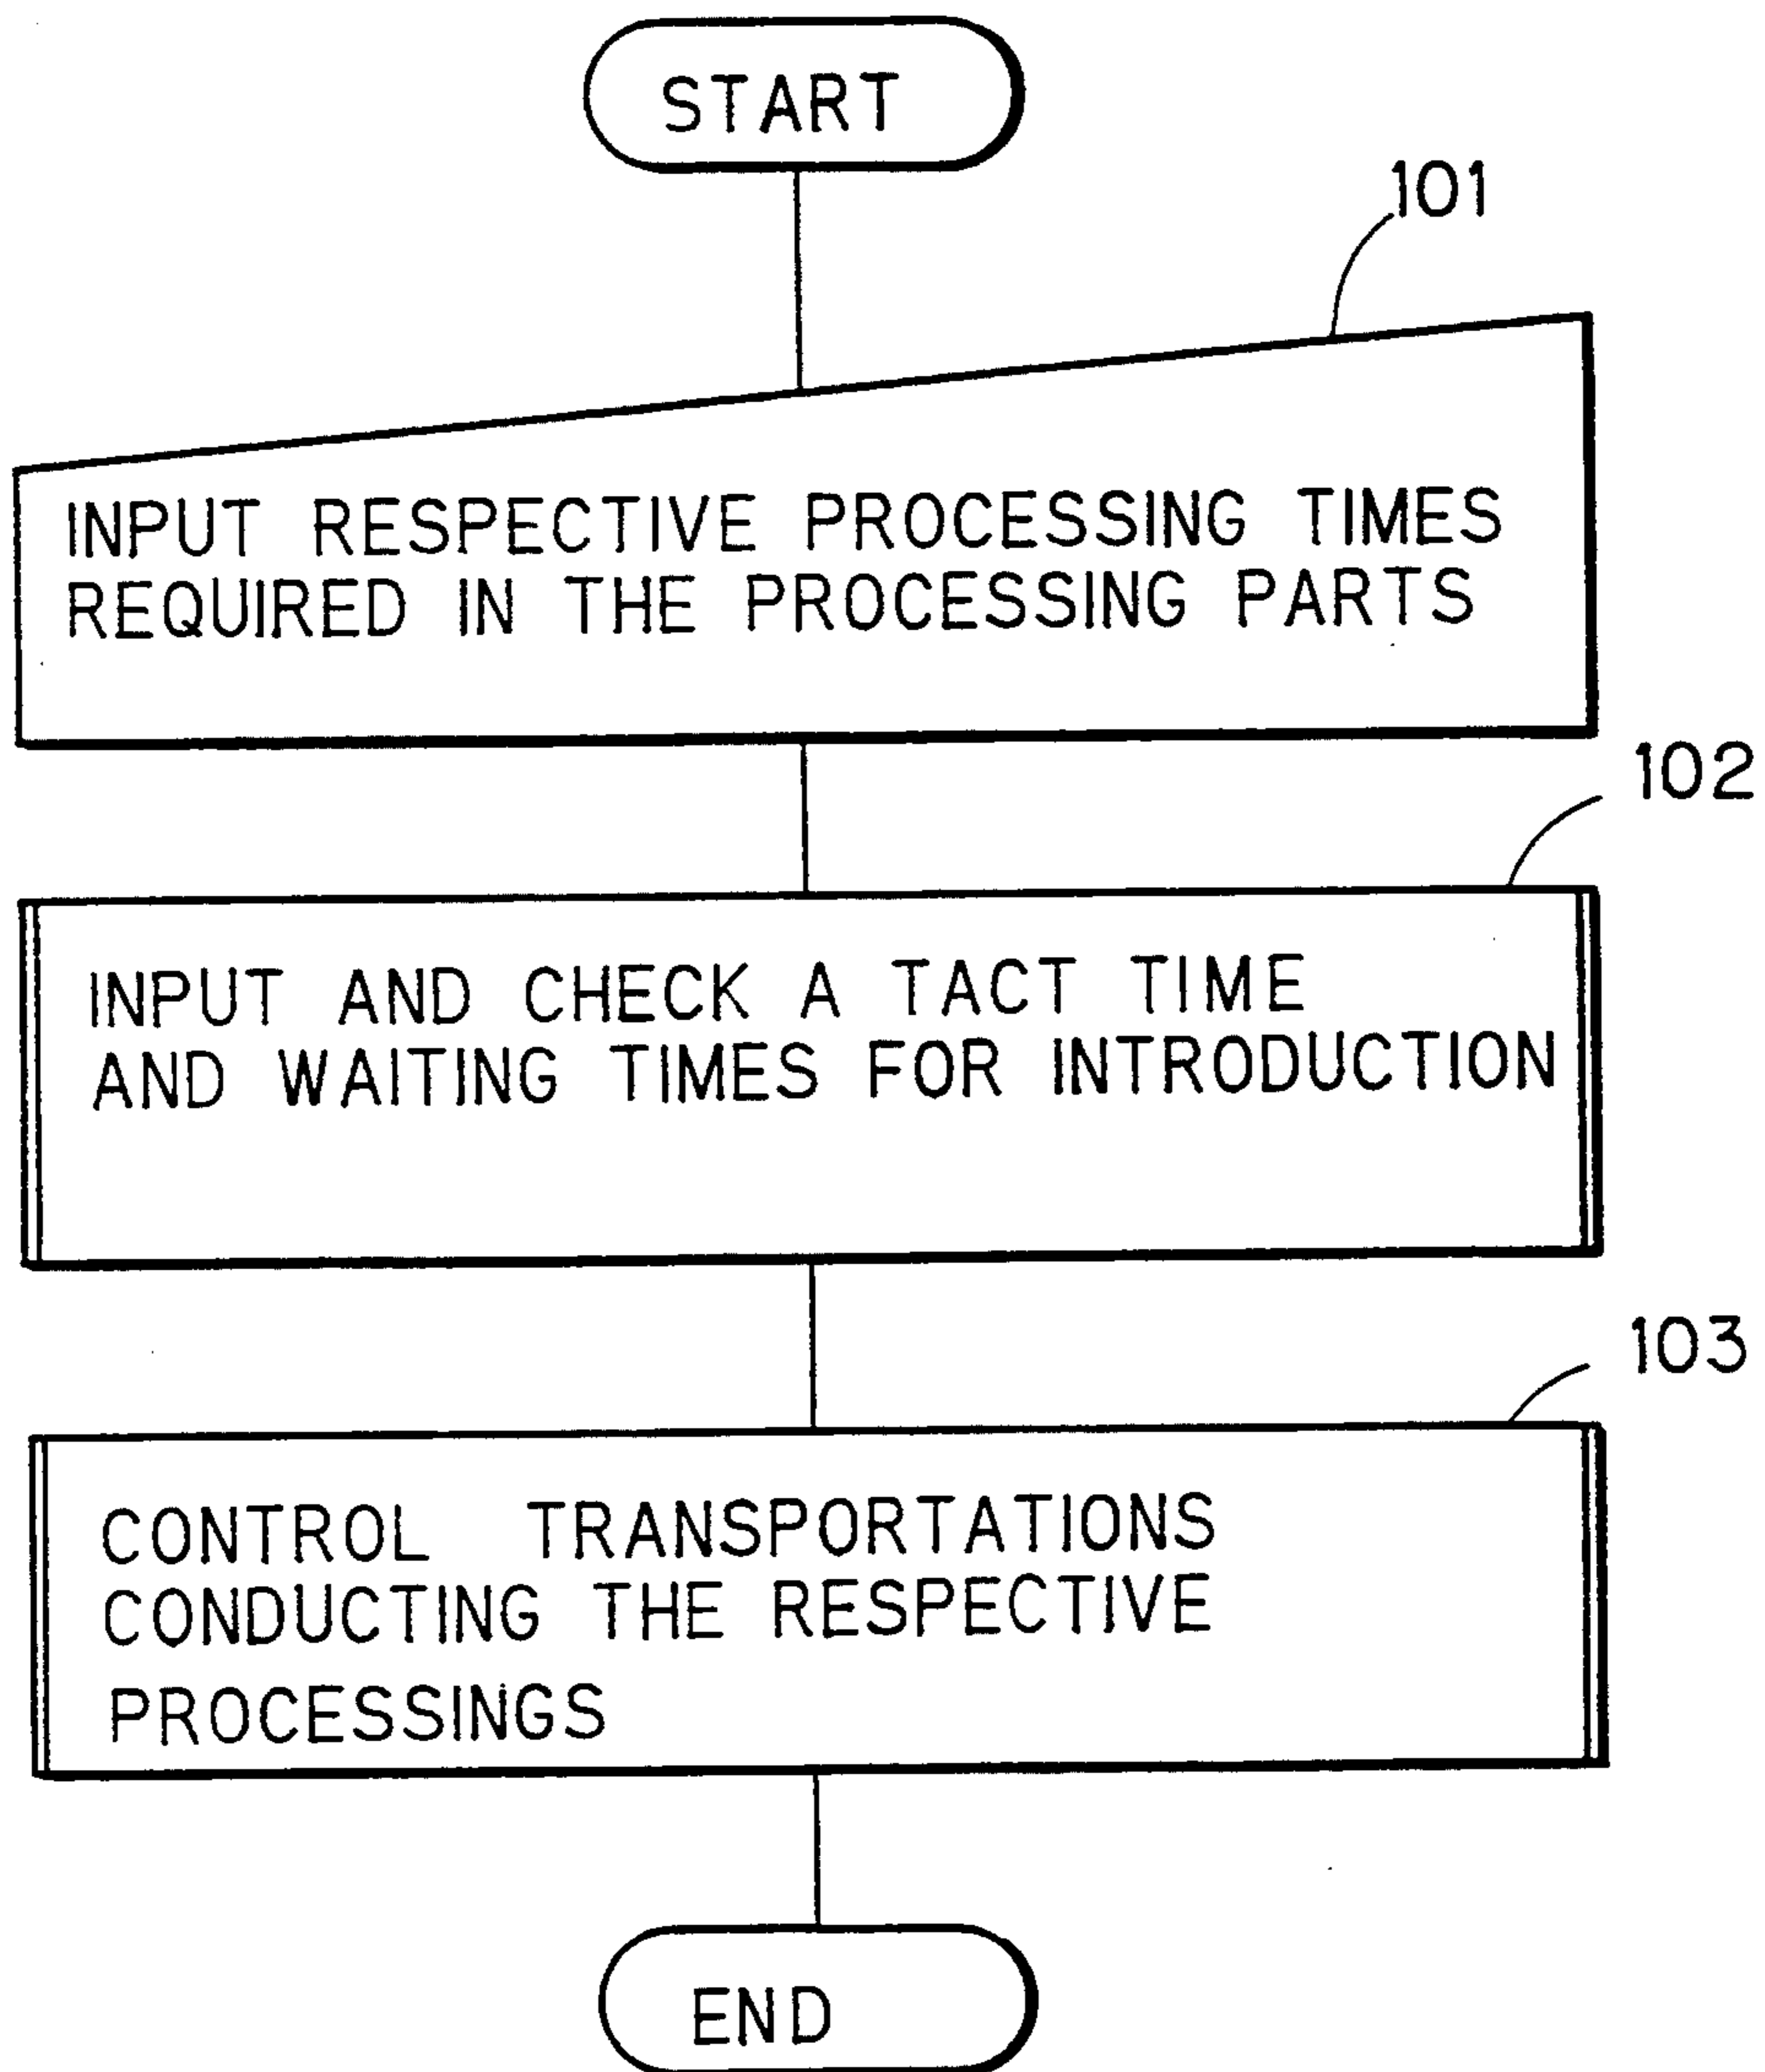 START
101
INPUT RESPECTIVE PROCESSING TIMES
REQUIRED IN THE PROCESSING PARTS
102
INPUT AND CHECK A TACT TIME
AND WAITING TIMES FOR INTRODUCTION
103
CONTROL TRANSPORTATIONS
CONDUCTING THE RESPECTIVE
PROCESSINGS
END